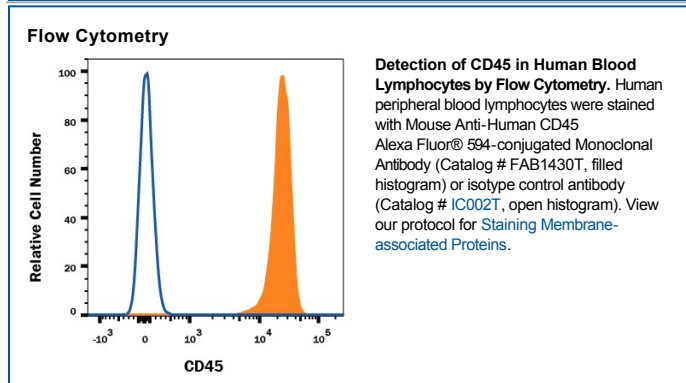 Flow Cytometry
Relative Cell Number
100
80
60
40
20
0
-10³
0
10³
10⁴
10⁵
CD45
Detection of CD45 in Human Blood
Lymphocytes by Flow Cytometry. Human
peripheral blood lymphocytes were stained
with Mouse Anti-Human CD45
Alexa Fluor® 594-conjugated Monoclonal
Antibody (Catalog # FAB1430T, filled
histogram) or isotype control antibody
(Catalog # IC002T, open histogram). View
our protocol for Staining Membrane-
associated Proteins.